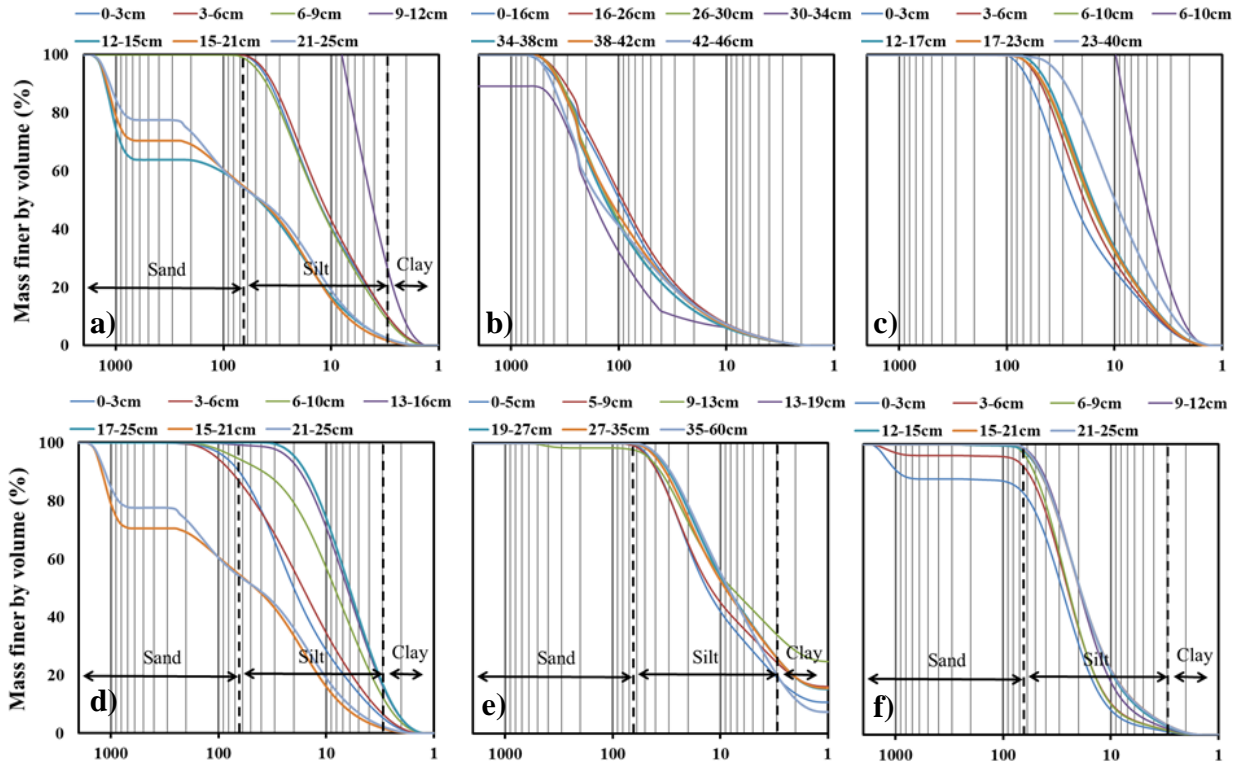 0-3cm 3-6cm 6-9cm 9-12cm
12-15cm 15-21cm 21-25cm
0-16cm 16-26cm 26-30cm 30-34cm
34-38cm 38-42cm 42-46cm
0-3cm 3-6cm 6-10cm 6-10cm
12-17cm 17-23cm 23-40cm
Mass finer by volume (%)
100
80
60
40
20
0
Sand Silt Clay
a) b) c)
1000 100 10 1
1000 100 10 1
1000 100 10 1
0-3cm 3-6cm 6-10cm 13-16cm
17-25cm 15-21cm 21-25cm
0-5cm 5-9cm 9-13cm 13-19cm
19-27cm 27-35cm 35-60cm
0-3cm 3-6cm 6-9cm 9-12cm
12-15cm 15-21cm 21-25cm
Mass finer by volume (%)
100
80
60
40
20
0
Sand Silt Clay
Sand Silt Clay
Sand Silt Clay
d) e) f)
1000 100 10 1
1000 100 10 1
1000 100 10 1